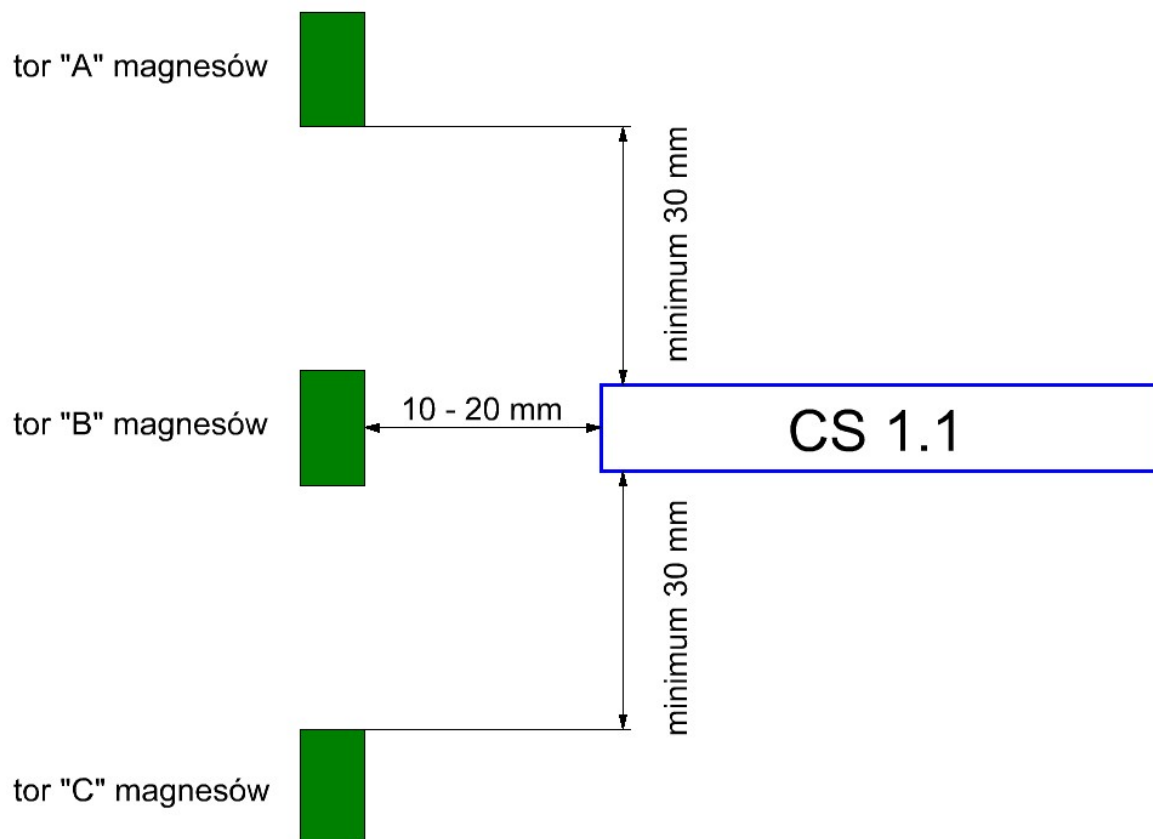 tor "A" magnesów
minimum 30 mm
tor "B" magnesów
10 - 20 mm
CS 1.1
minimum 30 mm
tor "C" magnesów